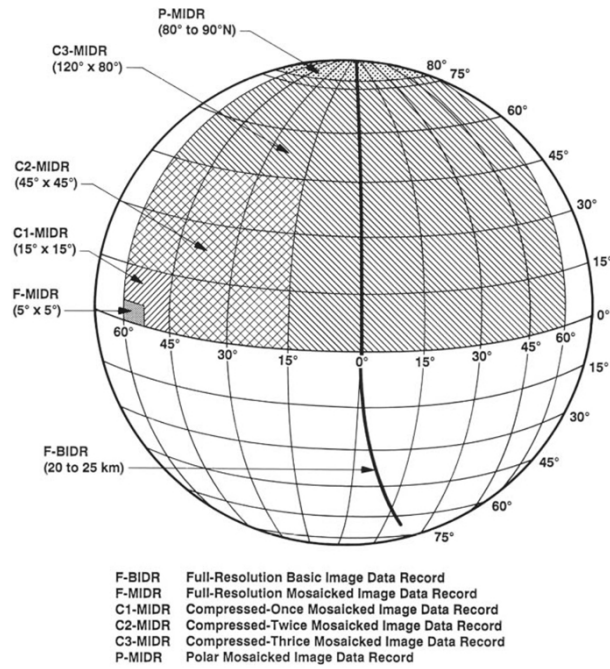 P-MIDR
(80° to 90°N)
C3-MIDR
(120° x 80°)
80°
75°
60°
C2-MIDR
(45° x 45°)
45°
30°
C1-MIDR
(15° x 15°)
15°
F-MIDR
(5° x 5°)
0°
60° 45° 30° 15° 0° 15° 30° 45° 60°
15°
30°
F-BIDR
(20 to 25 km)
45°
60°
75°
F-BIDR Full-Resolution Basic Image Data Record
F-MIDR Full-Resolution Mosaicked Image Data Record
C1-MIDR Compressed-Once Mosaicked Image Data Record
C2-MIDR Compressed-Twice Mosaicked Image Data Record
C3-MIDR Compressed-Thrice Mosaicked Image Data Record
P-MIDR Polar Mosaicked Image Data Record